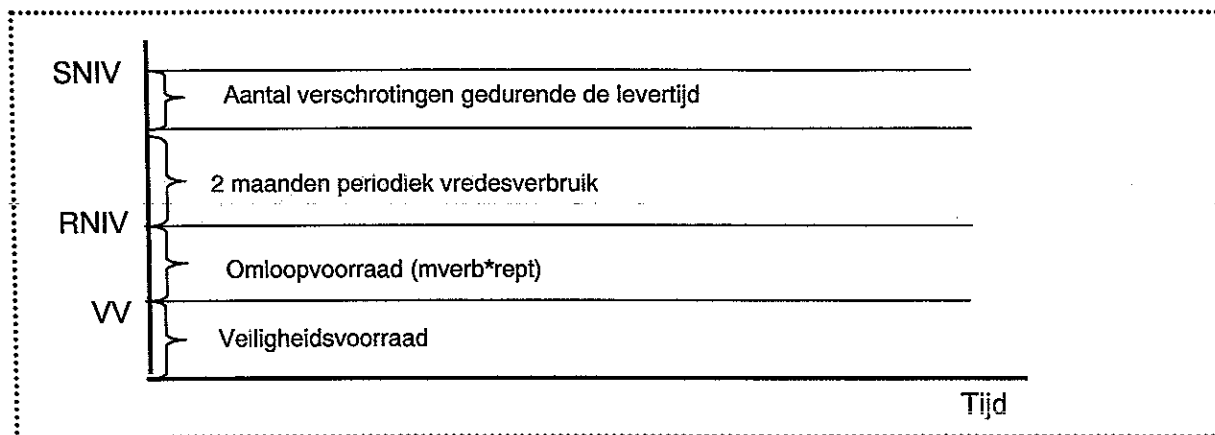 SNIV
Aantal verschrotingen gedurende de levertijd
2 maanden periodiek vredesverbruik
RNIV
Omloopvoorraad (mverb*rept)
VV
Veiligheidsvoorraad
Tijd